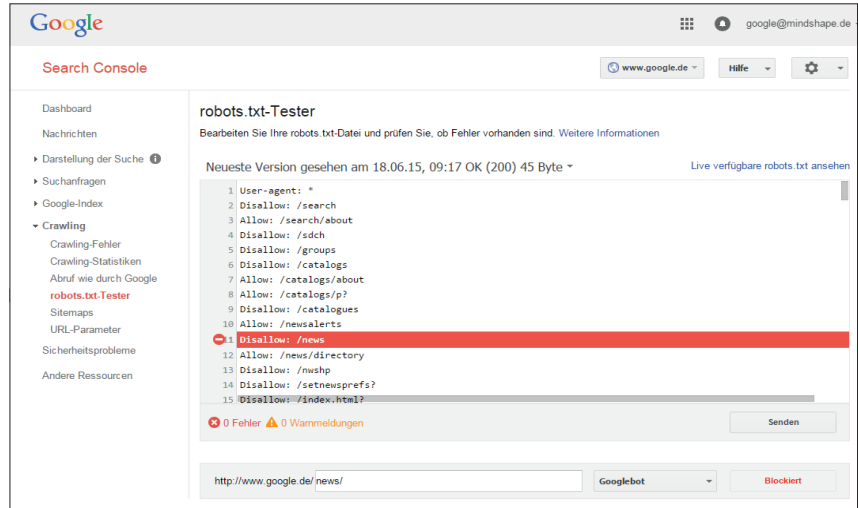 Google
google@mindshape.de
Search Console
www.google.de
Hilfe
Dashboard
Nachrichten
Darstellung der Suche
Suchanfragen
Google-Index
Crawling
Crawling-Fehler
Crawling-Statistiken
Abruf wie durch Google
robots.txt-Tester
Sitemaps
URL-Parameter
Sicherheitsprobleme
Andere Ressourcen
robots.txt-Tester
Bearbeiten Sie Ihre robots.txt-Datei und prüfen Sie, ob Fehler vorhanden sind. Weitere Informationen
Neueste Version gesehen am 18.06.15, 09:17 OK (200) 45 Byte
Live verfügbare robots.txt ansehen
1 User-agent: *
2 Disallow: /search
3 Allow: /search/about
4 Disallow: /sdch
5 Disallow: /groups
6 Disallow: /catalogs
7 Allow: /catalogs/about
8 Allow: /catalogs/p?
9 Disallow: /catalogues
10 Allow: /newsalerts
11 Disallow: /news
12 Allow: /news/directory
13 Disallow: /nwshp
14 Disallow: /setnewsprefs?
15 Disallow: /index.html?
0 Fehler 0 Warnmeldungen
Senden
http://www.google.de/ news/
Googlebot
Blockiert